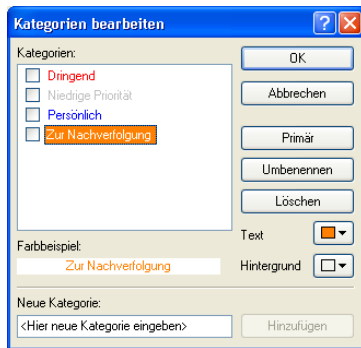 Kategorien bearbeiten
Kategorien:
Dringend
Niedrige Priorität
Persönlich
Zur Nachverfolgung
OK
Abbrechen
Primär
Umbenennen
Löschen
Text
Farbbeispiel:
Zur Nachverfolgung
Hintergrund
Neue Kategorie:
<Hier neue Kategorie eingeben>
Hinzufügen